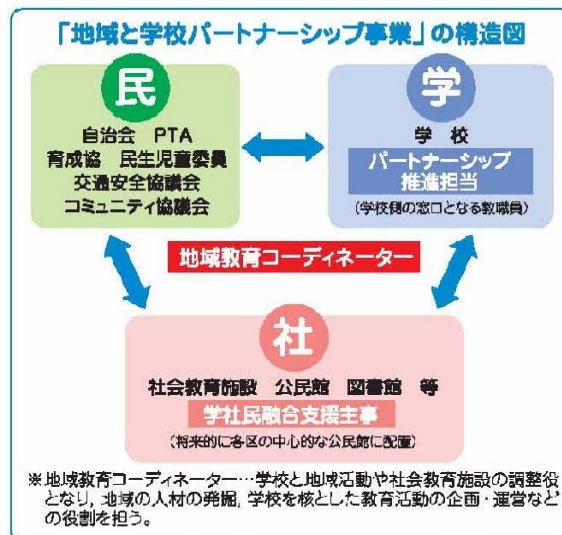 「地域と学校パートナーシップ事業」の構造図
民
自治会 PTA
育成協 民生児童委員
交通安全協議会
コミュニティ協議会
学
学 校
パートナーシップ
推進担当
(学校側の窓口となる教職員)
地域教育コーディネーター
社
社会教育施設 公民館 図書館 等
学社民融合支援主事
(将来的に各区の中心的な公民館に配置)
※地域教育コーディネーター…学校と地域活動や社会教育施設の調整役
となり,地域の人材の発掘,学校を核とした教育活動の企画・運営など
の役割を担う。